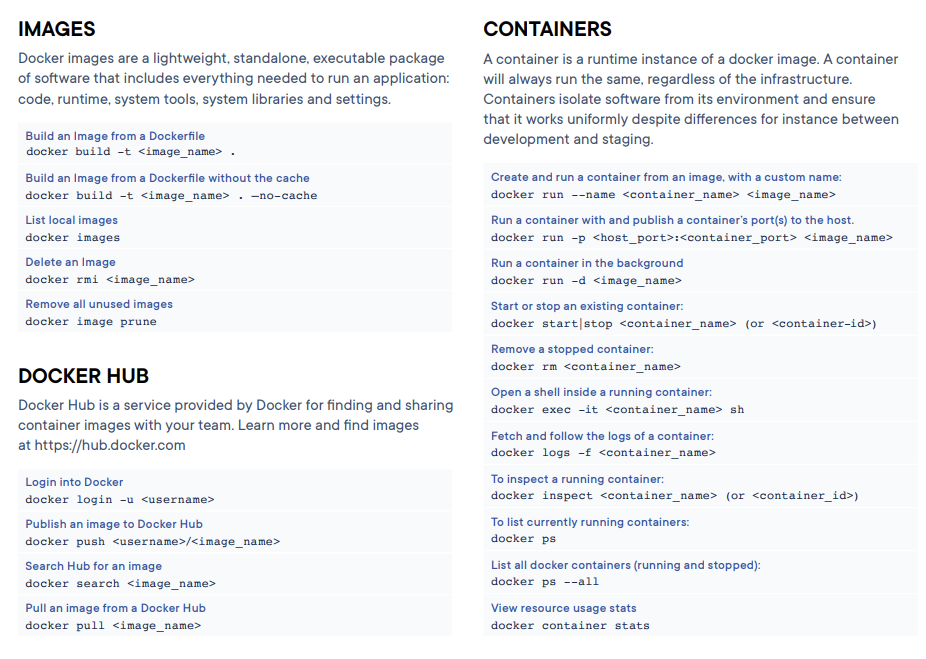 IMAGES
Docker images are a lightweight, standalone, executable package
of software that includes everything needed to run an application:
code, runtime, system tools, system libraries and settings.
Build an Image from a Dockerfile
docker build -t <image_name> .
Build an Image from a Dockerfile without the cache
docker build -t <image_name> . —no-cache
List local images
docker images
Delete an Image
docker rmi <image_name>
Remove all unused images
docker image prune
DOCKER HUB
Docker Hub is a service provided by Docker for finding and sharing
container images with your team. Learn more and find images
at https://hub.docker.com
Login into Docker
docker login -u <username>
Publish an image to Docker Hub
docker push <username>/<image_name>
Search Hub for an image
docker search <image_name>
Pull an image from a Docker Hub
docker pull <image_name>
CONTAINERS
A container is a runtime instance of a docker image. A container
will always run the same, regardless of the infrastructure.
Containers isolate software from its environment and ensure
that it works uniformly despite differences for instance between
development and staging.
Create and run a container from an image, with a custom name:
docker run --name <container_name> <image_name>
Run a container with and publish a container's port(s) to the host.
docker run -p <host_port>:<container_port> <image_name>
Run a container in the background
docker run -d <image_name>
Start or stop an existing container:
docker start|stop <container_name> (or <container-id>)
Remove a stopped container:
docker rm <container_name>
Open a shell inside a running container:
docker exec -it <container_name> sh
Fetch and follow the logs of a container:
docker logs -f <container_name>
To inspect a running container:
docker inspect <container_name> (or <container_id>)
To list currently running containers:
docker ps
List all docker containers (running and stopped):
docker ps --all
View resource usage stats
docker container stats